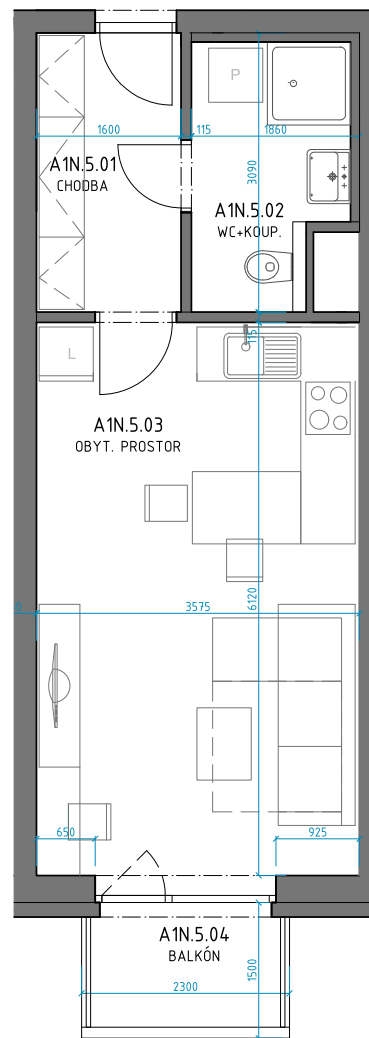 P
1600
115
1860
A1N.5.01
CHODBA
3090
A1N.5.02
WC+KOUP.
115
L
A1N.5.03
OBYT. PROSTOR
3575
6120
650
925
A1N.5.04
BALKÓN
1500
2300